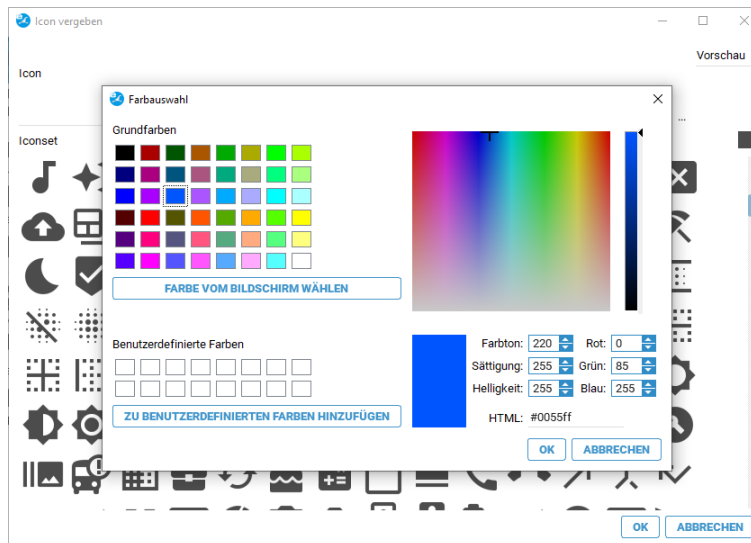 Icon vergeben
Vorschau
Icon
...
Iconset
Farbauswahl
Grundfarben
FARBE VOM BILDSCHIRM WÄHLEN
Benutzerdefinierte Farben
ZU BENUTZERDEFINIERTEN FARBEN HINZUFÜGEN
Farbton: 220 Rot: 0
Sättigung: 255 Grün: 85
Helligkeit: 255 Blau: 255
HTML: #0055ff
OK ABBRECHEN
OK ABBRECHEN